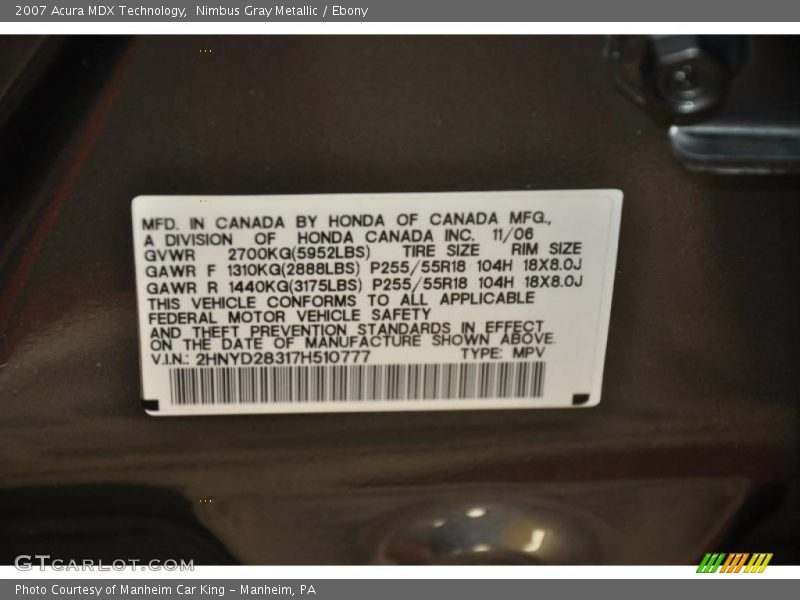 2007 Acura MDX Technology, Nimbus Gray Metallic / Ebony
MFD. IN CANADA BY HONDA OF CANADA MFG.,
A DIVISION OF HONDA CANADA INC. 11/06
GVWR 2700KG(5952LBS) TIRE SIZE RIM SIZE
GAWR F 1310KG(2888LBS) P255/55R18 104H 18X8.0J
GAWR R 1440KG(3175LBS) P255/55R18 104H 18X8.0J
THIS VEHICLE CONFORMS TO ALL APPLICABLE
FEDERAL MOTOR VEHICLE SAFETY
AND THEFT PREVENTION STANDARDS IN EFFECT
ON THE DATE OF MANUFACTURE SHOWN ABOVE.
V.I.N.: 2HNYD28317H510777 TYPE: MPV
GTCARLOT.COM
Photo Courtesy of Manheim Car King - Manheim, PA